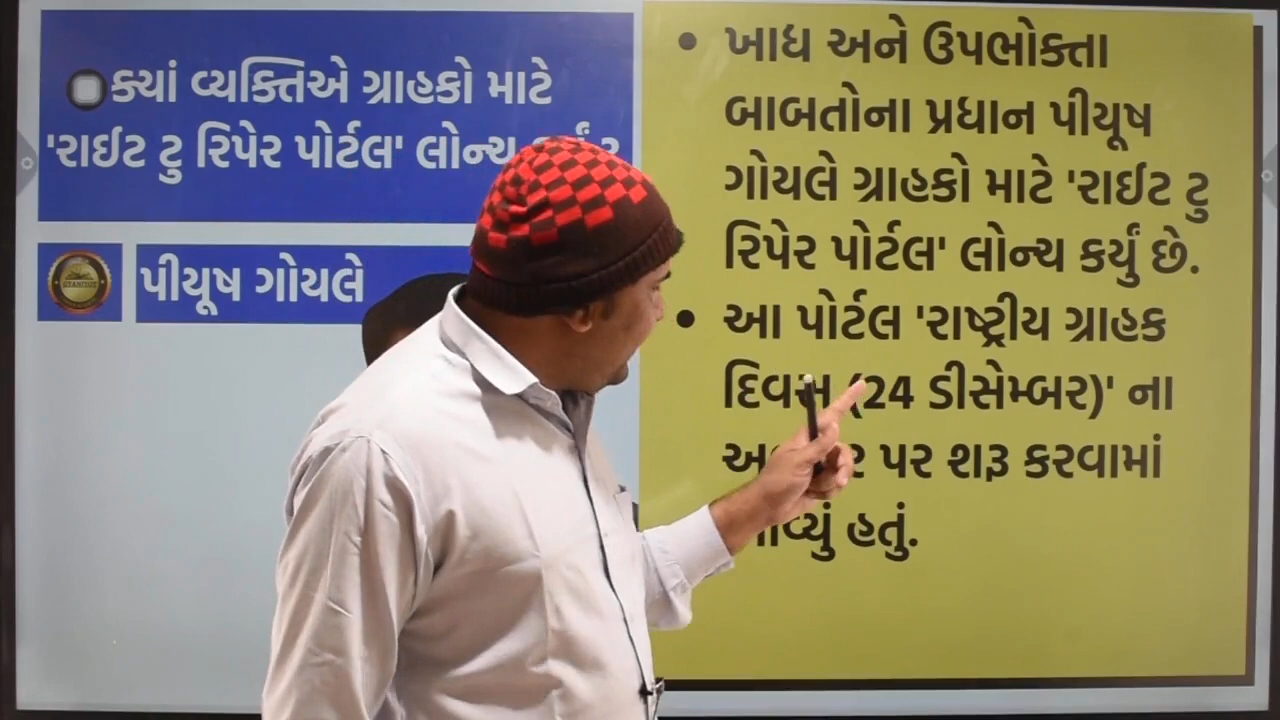 ક્યાં વ્યક્તિએ ગ્રાહકો માટે
'રાઈટ ટુ રિપેર પોર્ટલ' લોન્ચ
પીયૂષ ગોયલે
• ખાદ્ય અને ઉપભોક્તા
બાબતોના પ્રધાન પીયૂષ
ગોયલે ગ્રાહકો માટે 'રાઈટ ટુ
રિપેર પોર્ટલ' લોન્ચ કર્યું છે.
• આ પોર્ટલ 'રાષ્ટ્રીય ગ્રાહક
દિવસ (24 ડીસેમ્બર)' ના
પર શરૂ કરવામાં
હતું.